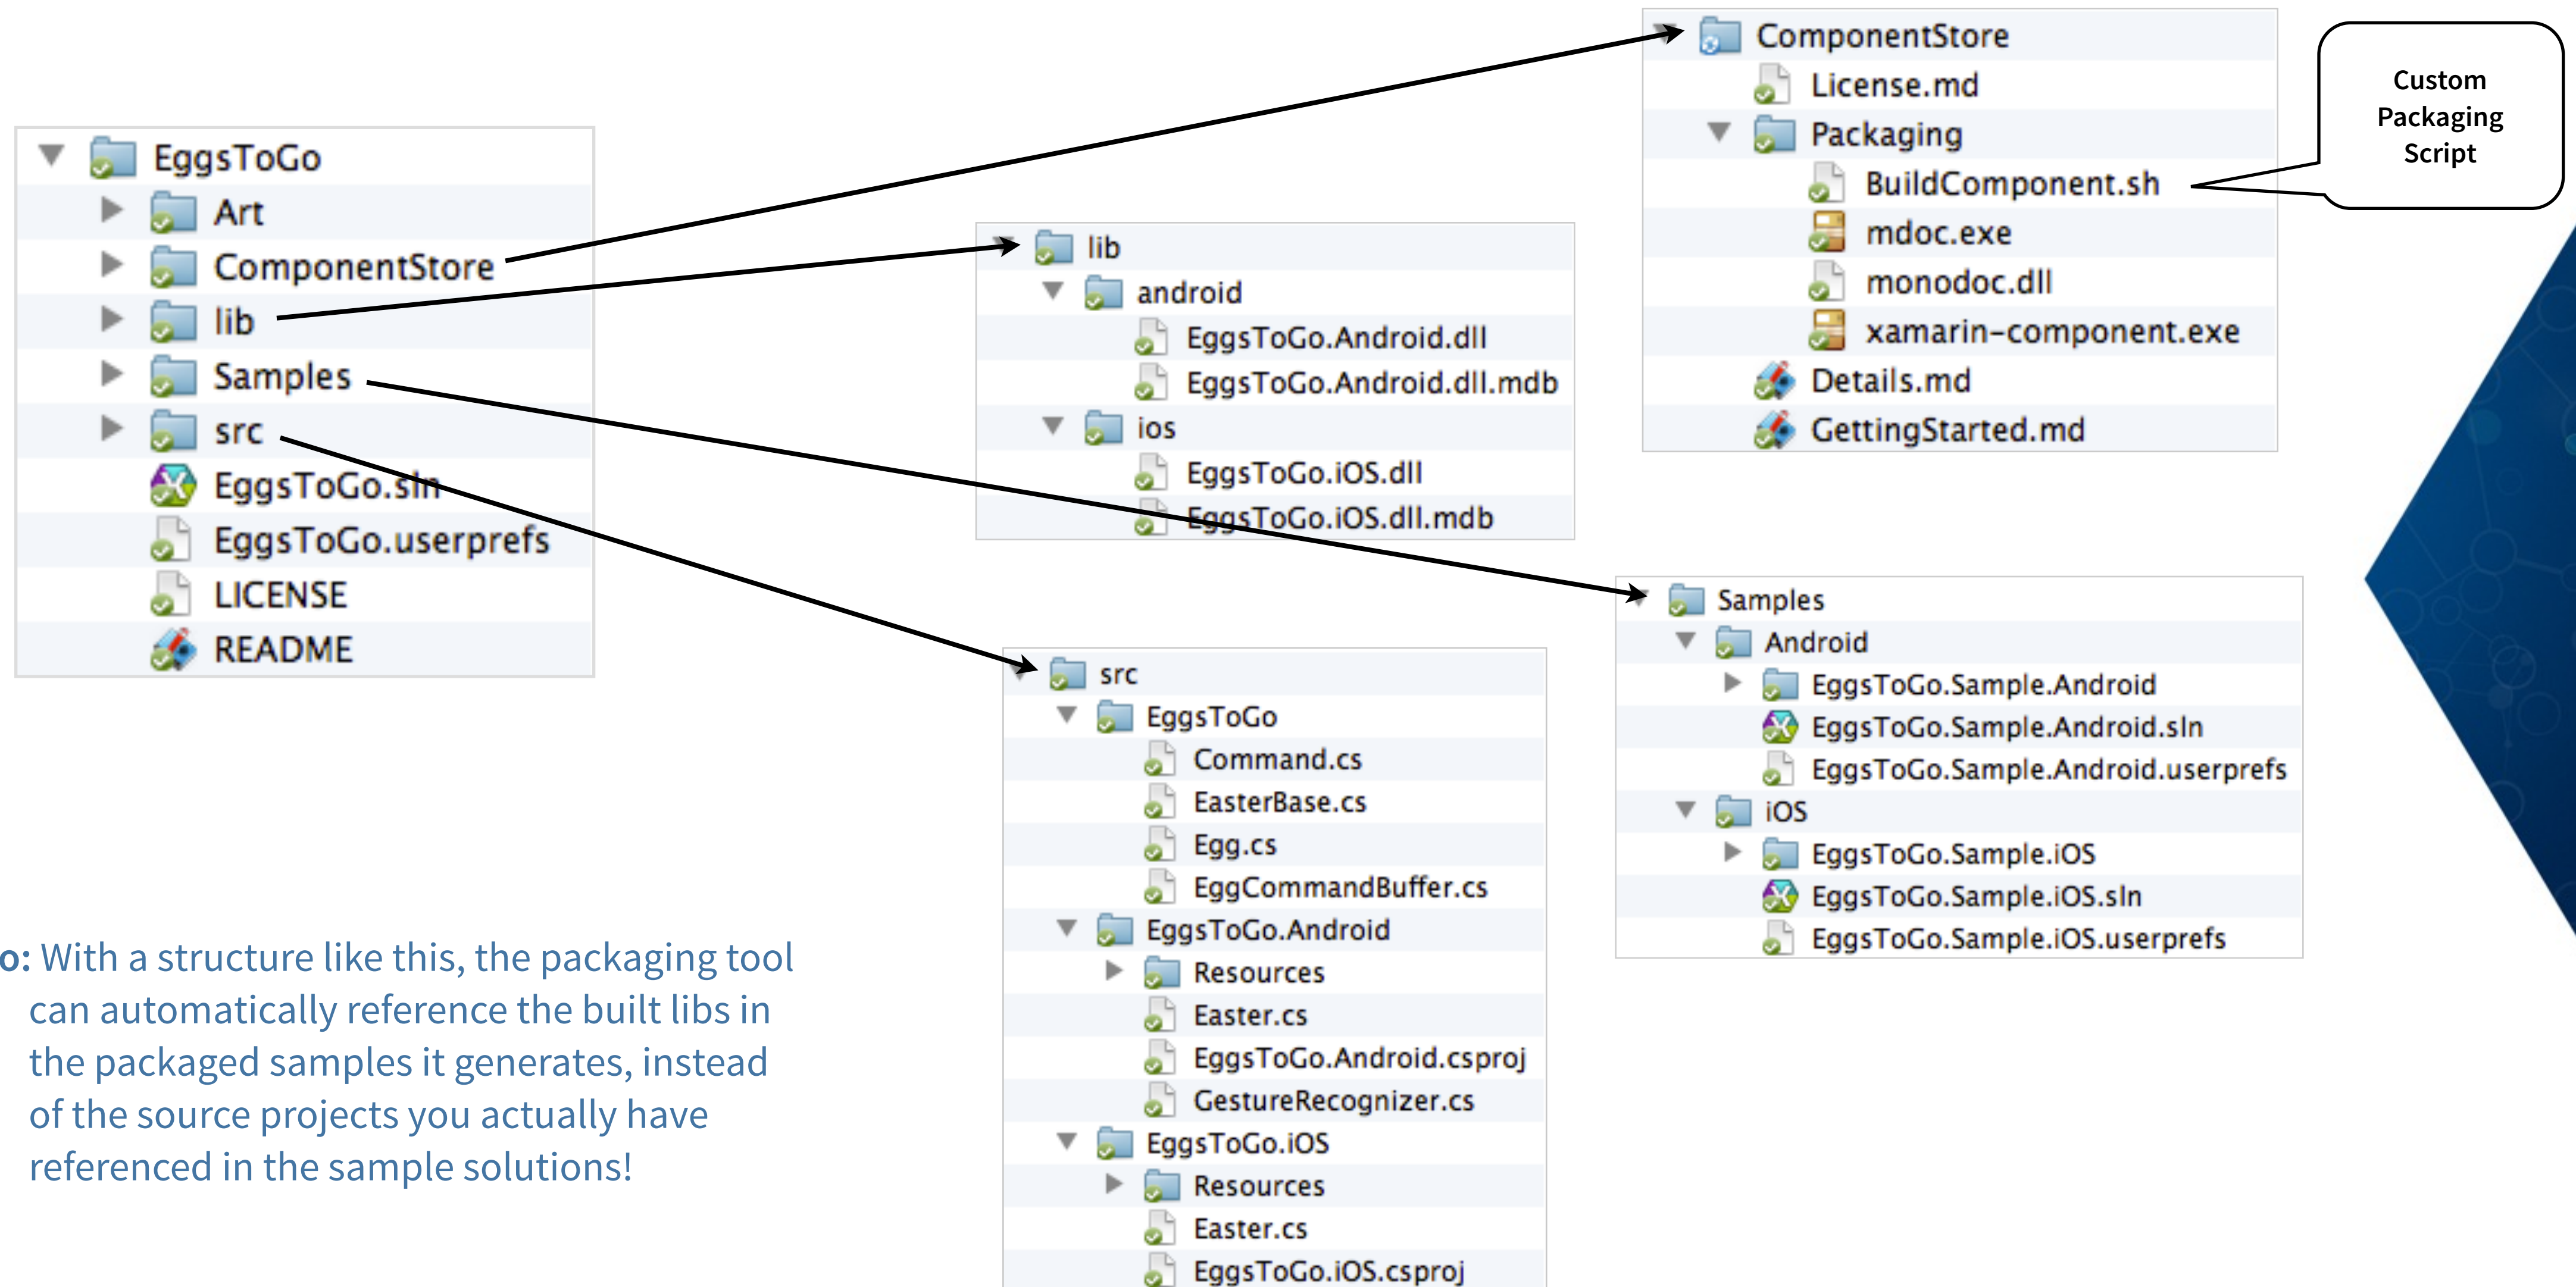 EggsToGo
Art
ComponentStore
lib
Samples
src
EggsToGo.sln
EggsToGo.userprefs
LICENSE
README
lib
android
EggsToGo.Android.dll
EggsToGo.Android.dll.mdb
ios
EggsToGo.iOS.dll
EggsToGo.iOS.dll.mdb
ComponentStore
License.md
Packaging
BuildComponent.sh
mdoc.exe
monodoc.dll
xamarin-component.exe
Details.md
GettingStarted.md
Custom
Packaging
Script
src
EggsToGo
Command.cs
EasterBase.cs
Egg.cs
EggCommandBuffer.cs
EggsToGo.Android
Resources
Easter.cs
EggsToGo.Android.csproj
GestureRecognizer.cs
EggsToGo.iOS
Resources
Easter.cs
EggsToGo.iOS.csproj
Samples
Android
EggsToGo.Sample.Android
EggsToGo.Sample.Android.sln
EggsToGo.Sample.Android.userprefs
iOS
EggsToGo.Sample.iOS
EggsToGo.Sample.iOS.sln
EggsToGo.Sample.iOS.userprefs
o: With a structure like this, the packaging tool
can automatically reference the built libs in
the packaged samples it generates, instead
of the source projects you actually have
referenced in the sample solutions!